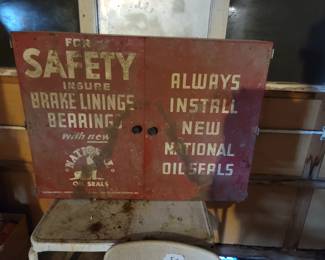 FOR
SAFETY
INSURE
BRAKE LININGS
BEARINGS
with new
NATIONAL
OIL SEALS
ALWAYS
INSTALL
NEW
NATIONAL
OIL SEALS